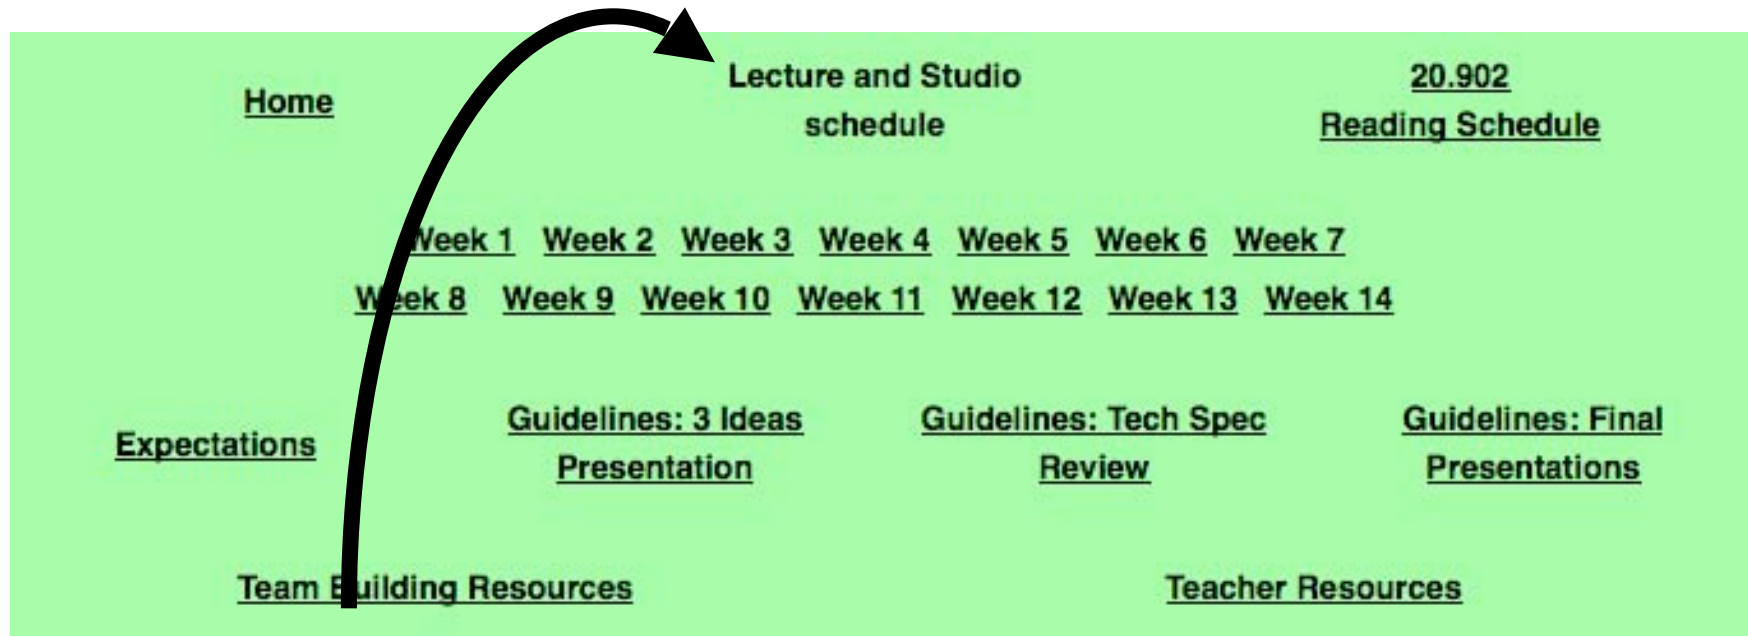 Home
Lecture and Studio
schedule
20.902
Reading Schedule
Week 1 Week 2 Week 3 Week 4 Week 5 Week 6 Week 7
Week 8 Week 9 Week 10 Week 11 Week 12 Week 13 Week 14
Expectations
Guidelines: 3 Ideas
Presentation
Guidelines: Tech Spec
Review
Guidelines: Final
Presentations
Team Building Resources
Teacher Resources